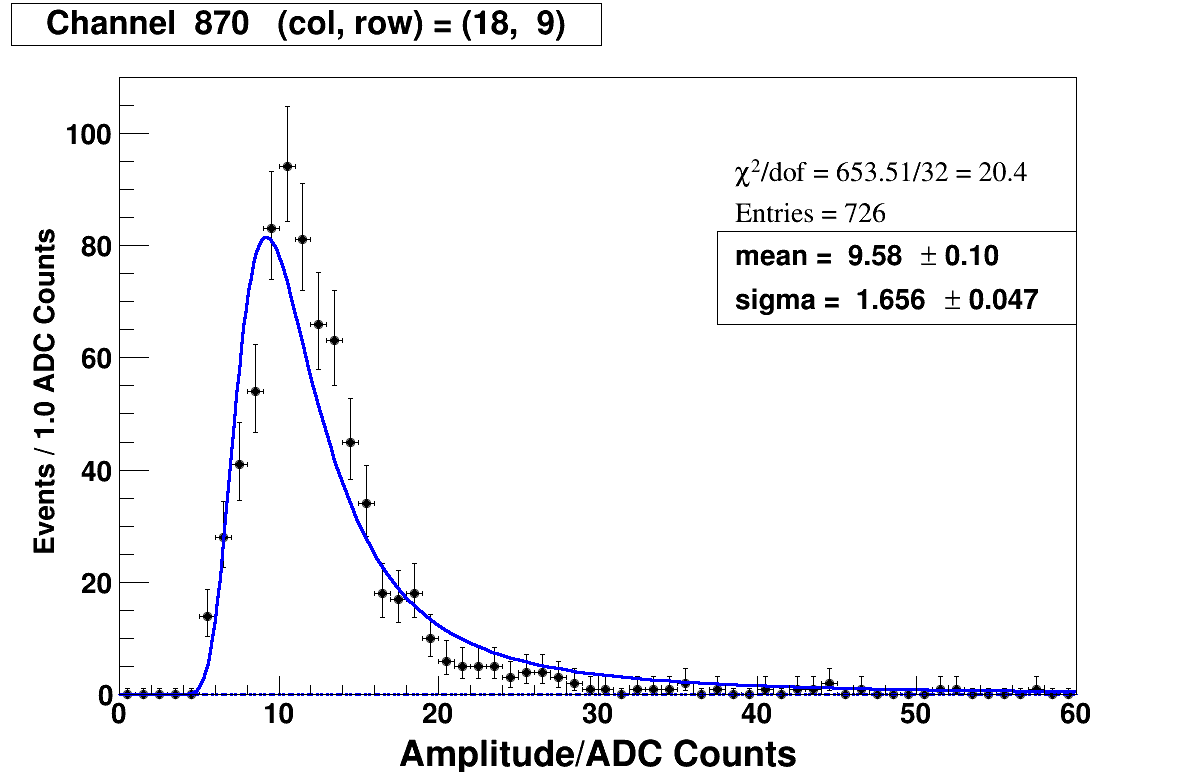 Channel 870 (col, row) = (18, 9)
χ²/dof = 653.51/32 = 20.4
Entries = 726
mean = 9.58 ± 0.10
sigma = 1.656 ± 0.047
Events / 1.0 ADC Counts
100
80
60
40
20
0
0 10 20 30 40 50 60
Amplitude/ADC Counts